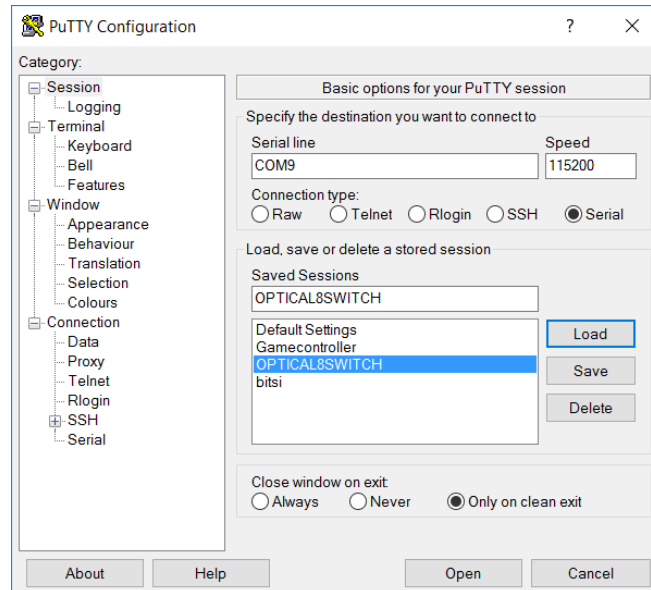 PuTTY Configuration
?
Category:
Session
Logging
Terminal
Keyboard
Bell
Features
Window
Appearance
Behaviour
Translation
Selection
Colours
Connection
Data
Proxy
Telnet
Rlogin
SSH
Serial
Basic options for your PuTTY session
Specify the destination you want to connect to
Serial line Speed
COM9 115200
Connection type:
Raw Telnet Rlogin SSH Serial
Load, save or delete a stored session
Saved Sessions
OPTICAL8SWITCH
Default Settings
Gamecontroller
OPTICAL8SWITCH
bitsi
Load
Save
Delete
Close window on exit:
Always Never Only on clean exit
About Help Open Cancel